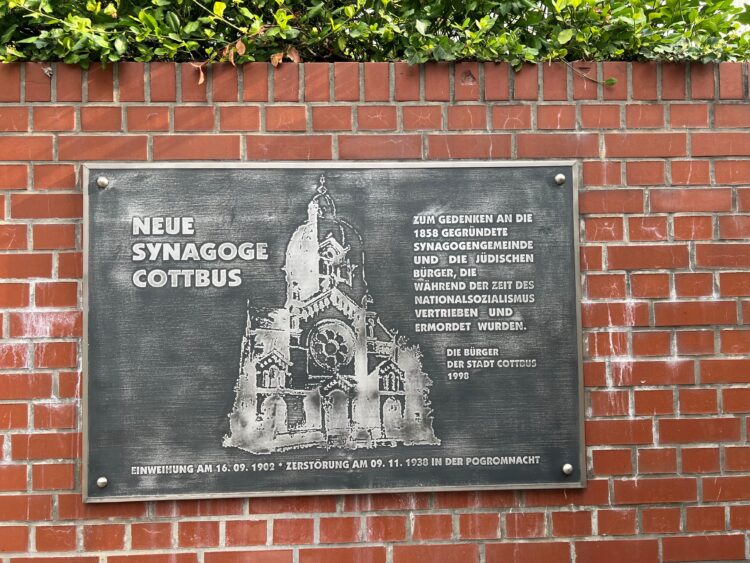 NEUE
SYNAGOGE
COTTBUS
ZUM GEDENKEN AN DIE
1858 GEGRÜNDETE
SYNAGOGENGEMEINDE
UND DIE JÜDISCHEN
BÜRGER, DIE
WÄHREND DER ZEIT DES
NATIONALSOZIALISMUS
VERTRIEBEN UND
ERMORDET WURDEN.
DIE BÜRGER
DER STADT COTTBUS
1998
EINWEIHUNG AM 16. 09. 1902 * ZERSTÖRUNG AM 09. 11. 1938 IN DER POGROMNACHT